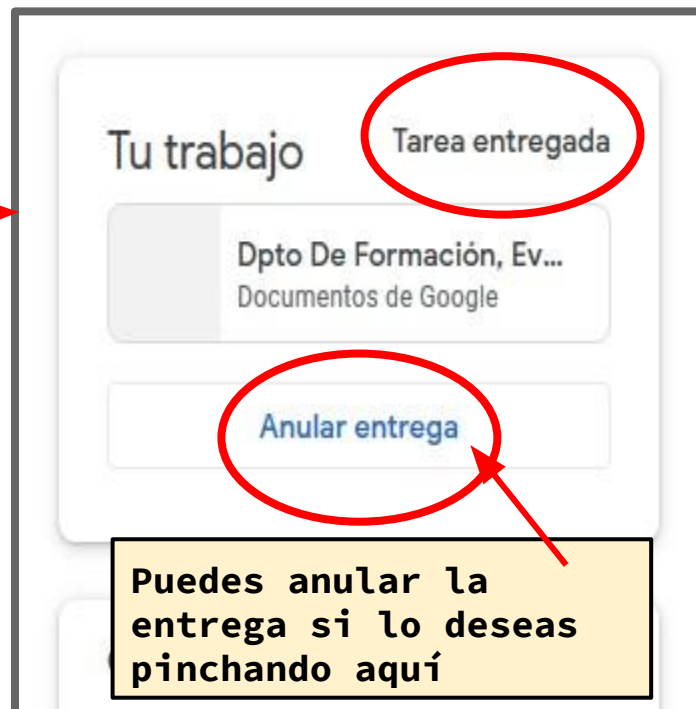 Tu trabajo
Tarea entregada
Dpto De Formación, Ev...
Documentos de Google
Anular entrega
Puedes anular la
entrega si lo deseas
pinchando aquí